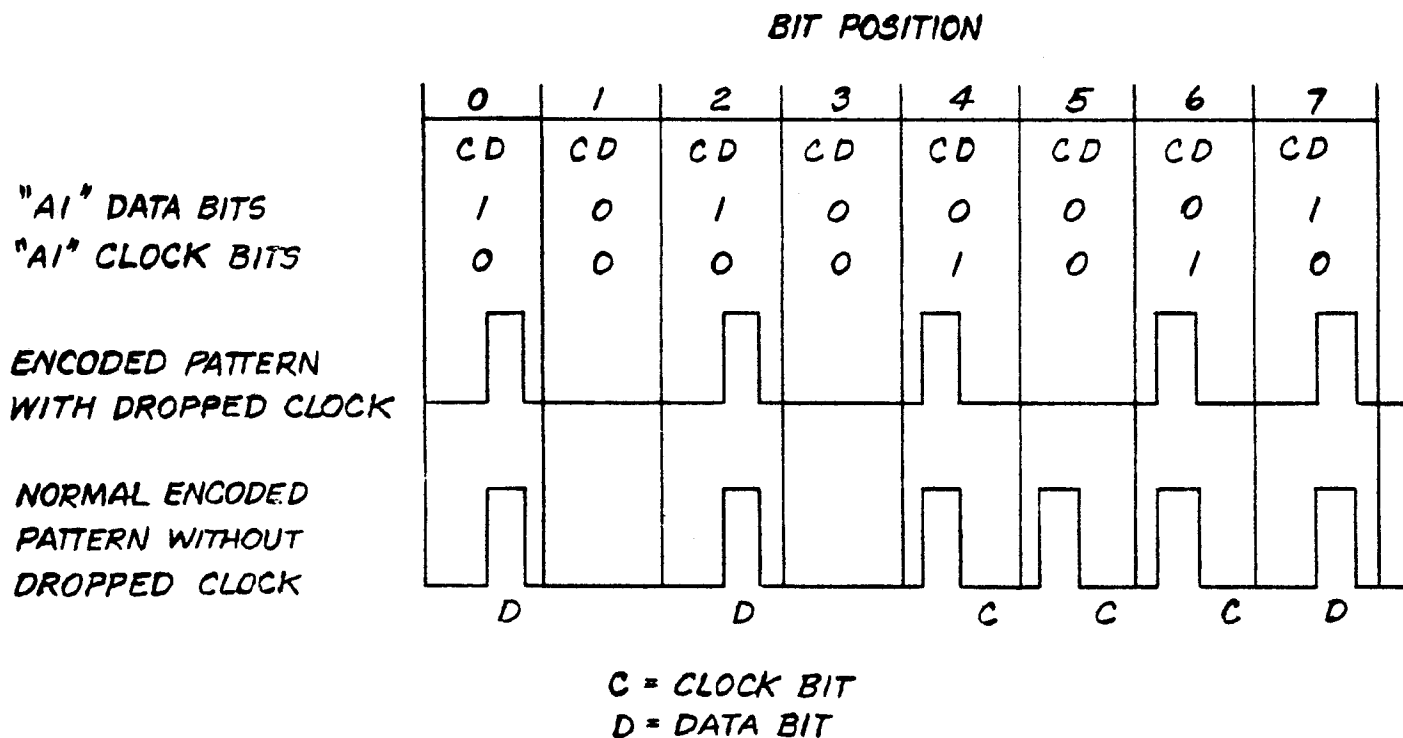 BIT POSITION
0 1 2 3 4 5 6 7
CD CD CD CD CD CD CD CD
"A1" DATA BITS 1 0 1 0 0 0 0 1
"A1" CLOCK BITS 0 0 0 0 1 0 1 0
ENCODED PATTERN
WITH DROPPED CLOCK
NORMAL ENCODED
PATTERN WITHOUT
DROPPED CLOCK
D D C C C D
C = CLOCK BIT
D = DATA BIT